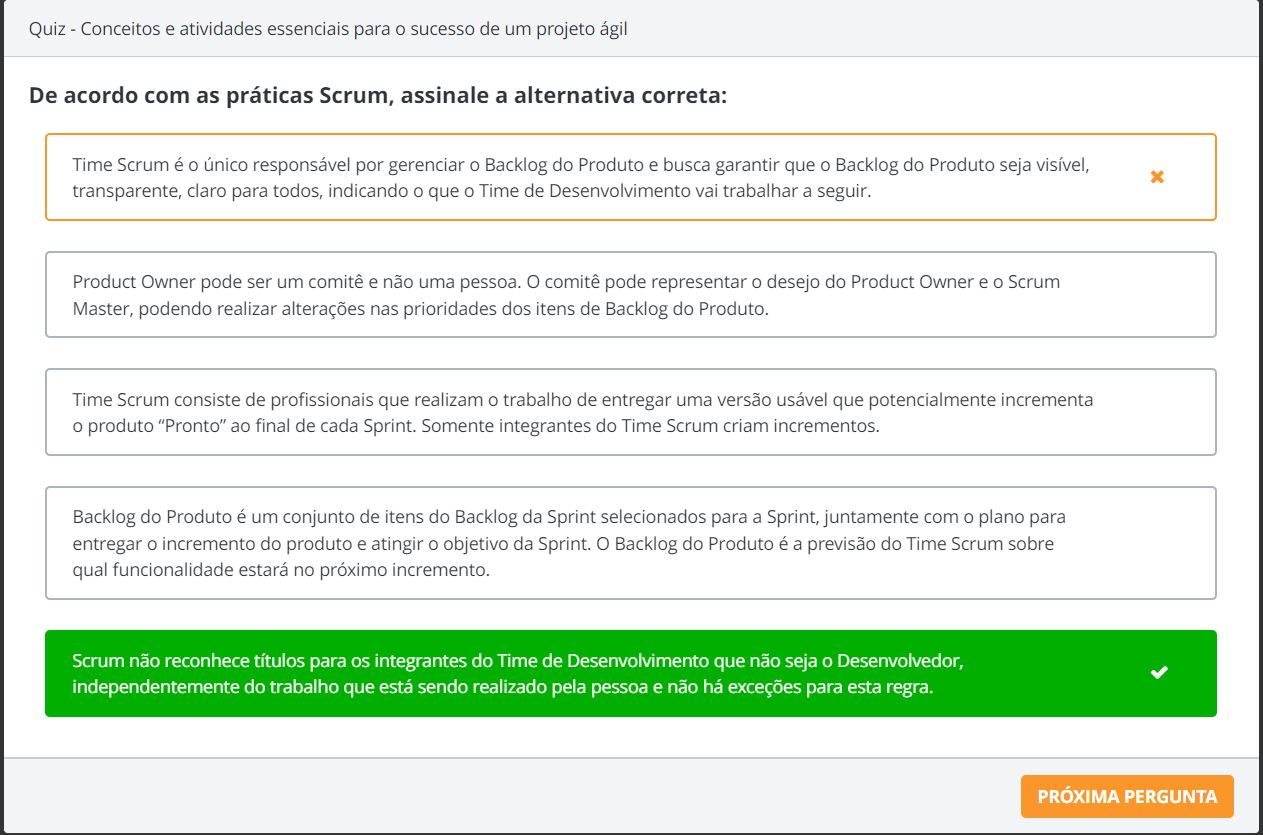 Quiz - Conceitos e atividades essenciais para o sucesso de um projeto ágil
De acordo com as práticas Scrum, assinale a alternativa correta:
Time Scrum é o único responsável por gerenciar o Backlog do Produto e busca garantir que o Backlog do Produto seja visível,
transparente, claro para todos, indicando o que o Time de Desenvolvimento vai trabalhar a seguir.
Product Owner pode ser um comitê e não uma pessoa. O comitê pode representar o desejo do Product Owner e o Scrum
Master, podendo realizar alterações nas prioridades dos itens de Backlog do Produto.
Time Scrum consiste de profissionais que realizam o trabalho de entregar uma versão usável que potencialmente incrementa
o produto “Pronto” ao final de cada Sprint. Somente integrantes do Time Scrum criam incrementos.
Backlog do Produto é um conjunto de itens do Backlog da Sprint selecionados para a Sprint, juntamente com o plano para
entregar o incremento do produto e atingir o objetivo da Sprint. O Backlog do Produto é a previsão do Time Scrum sobre
qual funcionalidade estará no próximo incremento.
Scrum não reconhece títulos para os integrantes do Time de Desenvolvimento que não seja o Desenvolvedor,
independentemente do trabalho que está sendo realizado pela pessoa e não há exceções para esta regra.
PRÓXIMA PERGUNTA